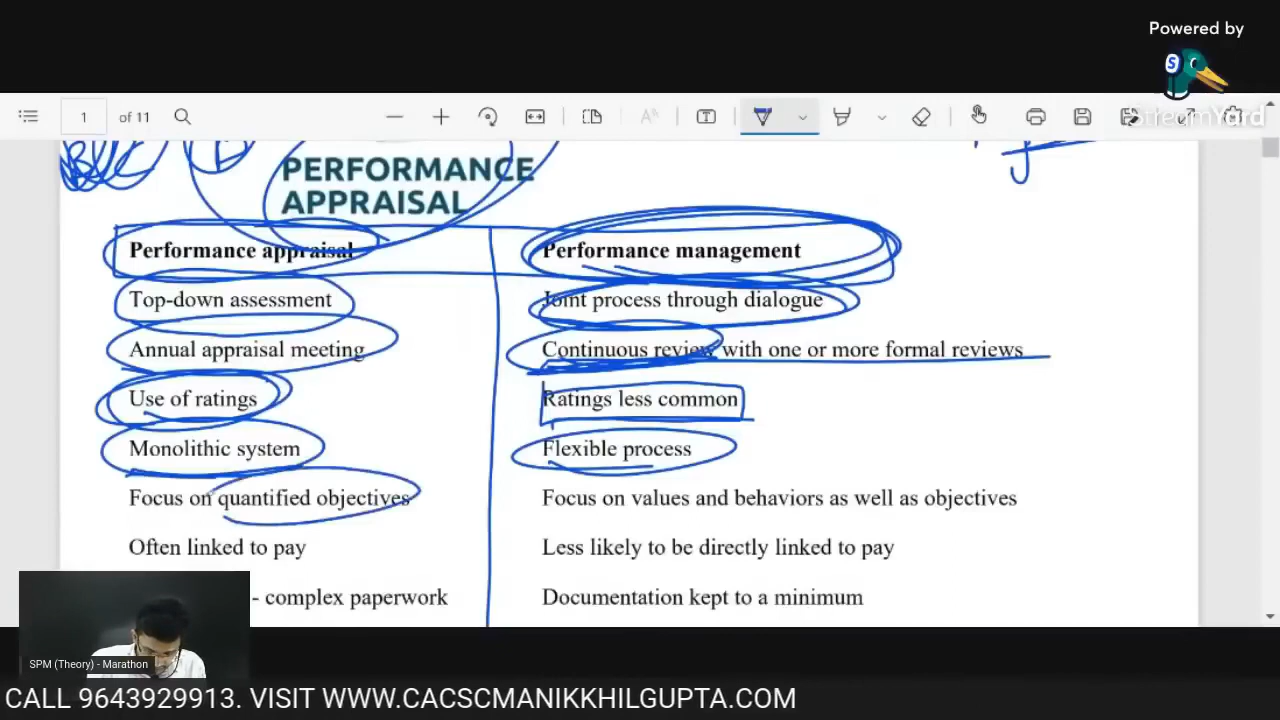 Powered by
S
StreamYard
1 of 11
PERFORMANCE
APPRAISAL
Performance appraisal Performance management
Top-down assessment Joint process through dialogue
Annual appraisal meeting Continuous review with one or more formal reviews
Use of ratings Ratings less common
Monolithic system Flexible process
Focus on quantified objectives Focus on values and behaviors as well as objectives
Often linked to pay Less likely to be directly linked to pay
- complex paperwork Documentation kept to a minimum
SPM (Theory) - Marathon
CALL 9643929913. VISIT WWW.CACSCMANIKKHILGUPTA.COM